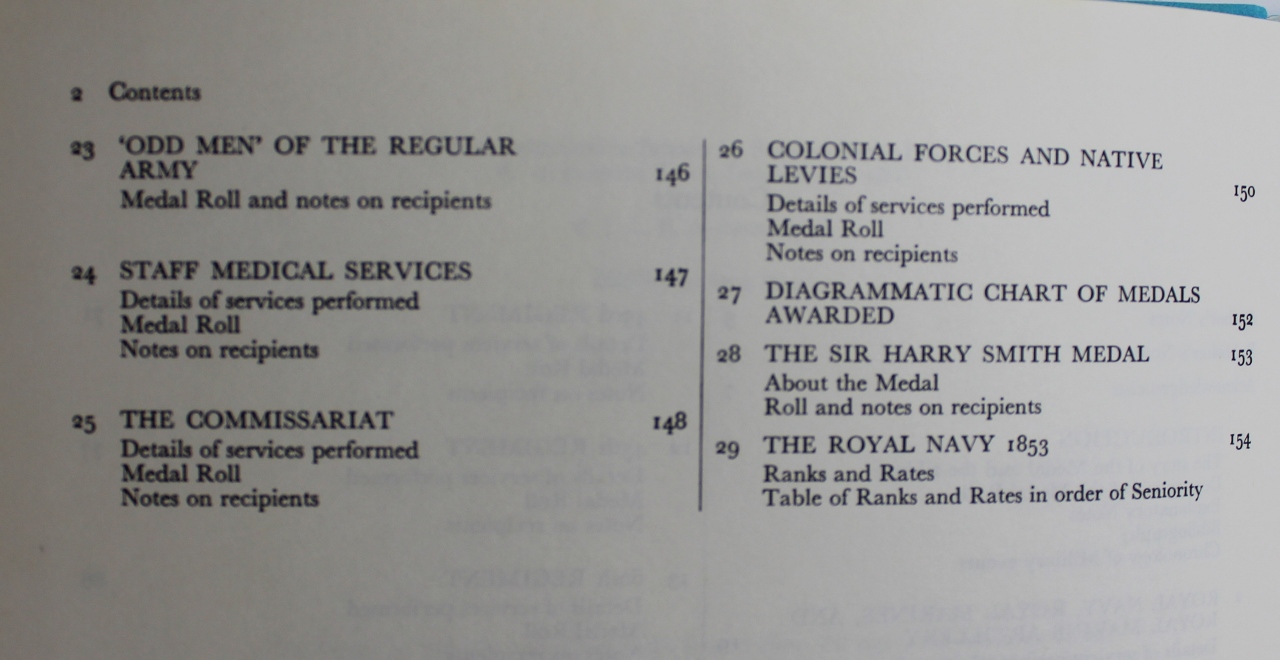 2 Contents
23 ‘ODD MEN’ OF THE REGULAR
ARMY 146
Medal Roll and notes on recipients
24 STAFF MEDICAL SERVICES 147
Details of services performed
Medal Roll
Notes on recipients
25 THE COMMISSARIAT 148
Details of services performed
Medal Roll
Notes on recipients
26 COLONIAL FORCES AND NATIVE
LEVIES 150
Details of services performed
Medal Roll
Notes on recipients
27 DIAGRAMMATIC CHART OF MEDALS
AWARDED 152
28 THE SIR HARRY SMITH MEDAL 153
About the Medal
Roll and notes on recipients
29 THE ROYAL NAVY 1853 154
Ranks and Rates
Table of Ranks and Rates in order of Seniority